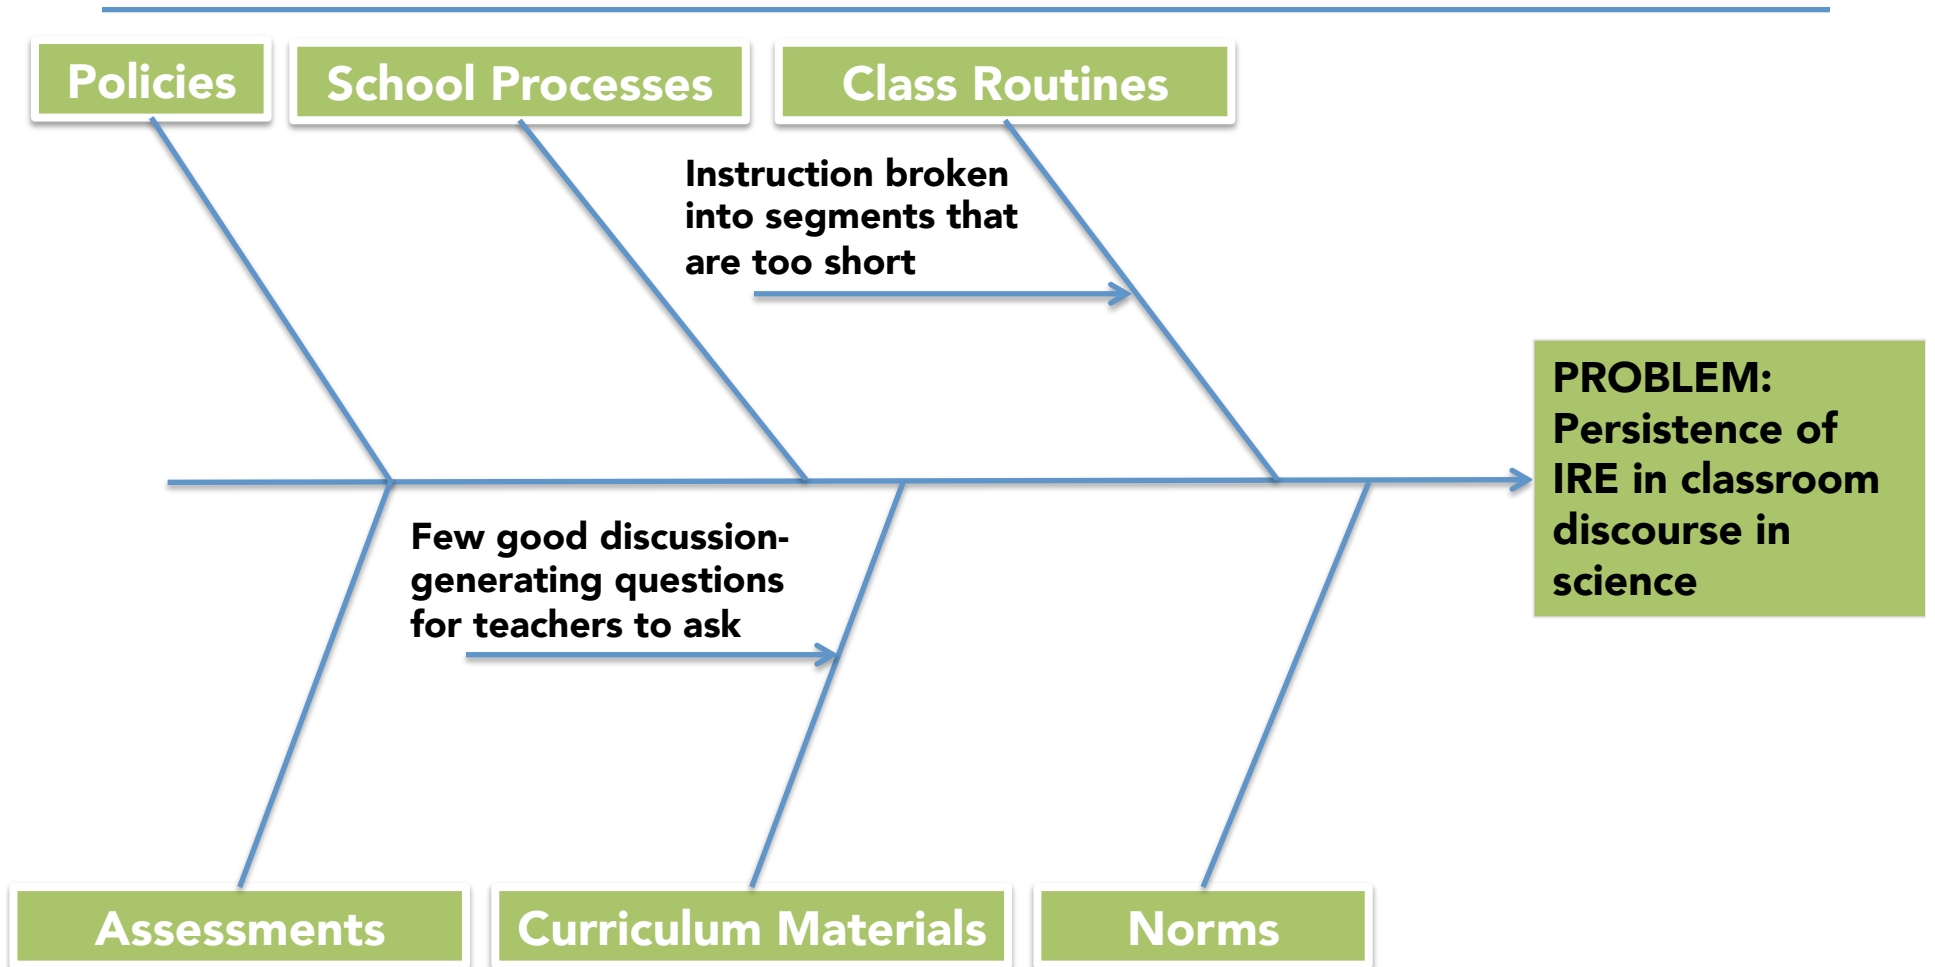 Policies
School Processes
Class Routines
Instruction broken
into segments that
are too short
PROBLEM:
Persistence of
IRE in classroom
discourse in
science
Few good discussion-
generating questions
for teachers to ask
Assessments
Curriculum Materials
Norms